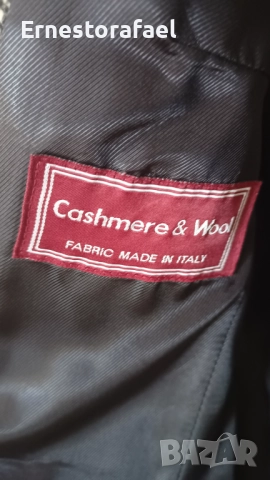 Ernestorafael
Cashmere & Wool
FABRIC MADE IN ITALY
BAZAR